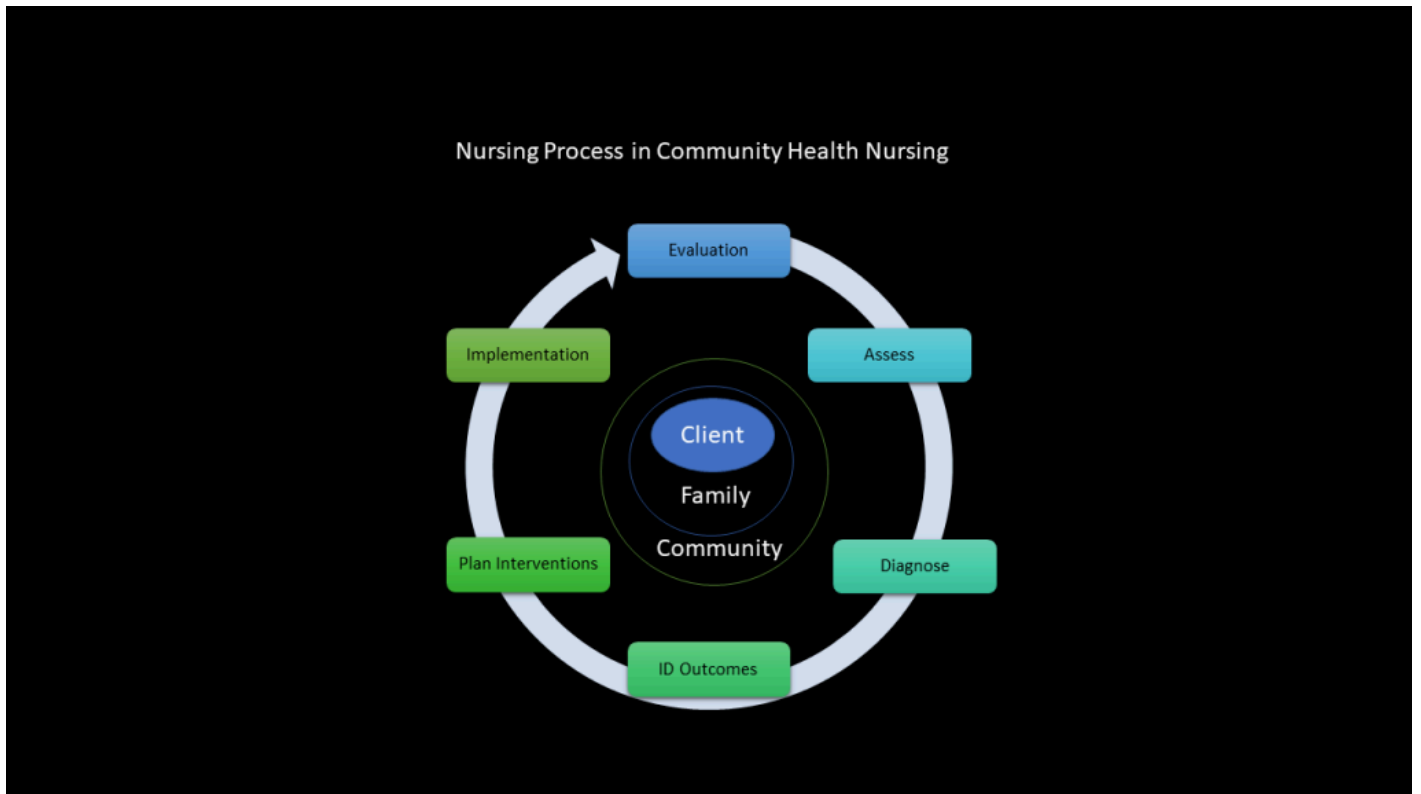 Nursing Process in Community Health Nursing
Evaluation
Assess
Diagnose
ID Outcomes
Plan Interventions
Implementation
Client
Family
Community